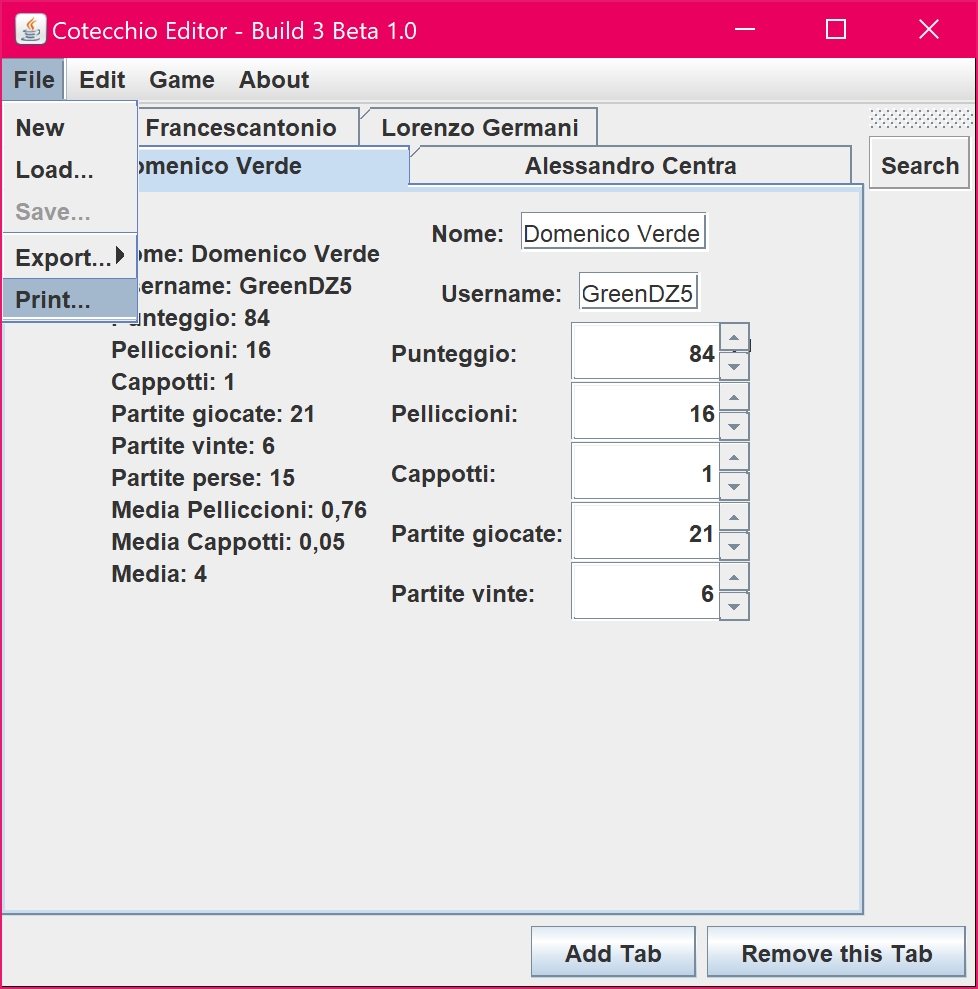 Cotecchio Editor - Build 3 Beta 1.0
File Edit Game About
New
Load...
Save...
Export...
Print...
Francescantonio Lorenzo Germani
omenico Verde Alessandro Centra
Search
ome: Domenico Verde
ername: GreenDZ5
Punteggio: 84
Pelliccioni: 16
Cappotti: 1
Partite giocate: 21
Partite vinte: 6
Partite perse: 15
Media Pelliccioni: 0,76
Media Cappotti: 0,05
Media: 4
Nome: Domenico Verde
Username: GreenDZ5
Punteggio: 84
Pelliccioni: 16
Cappotti: 1
Partite giocate: 21
Partite vinte: 6
Add Tab Remove this Tab